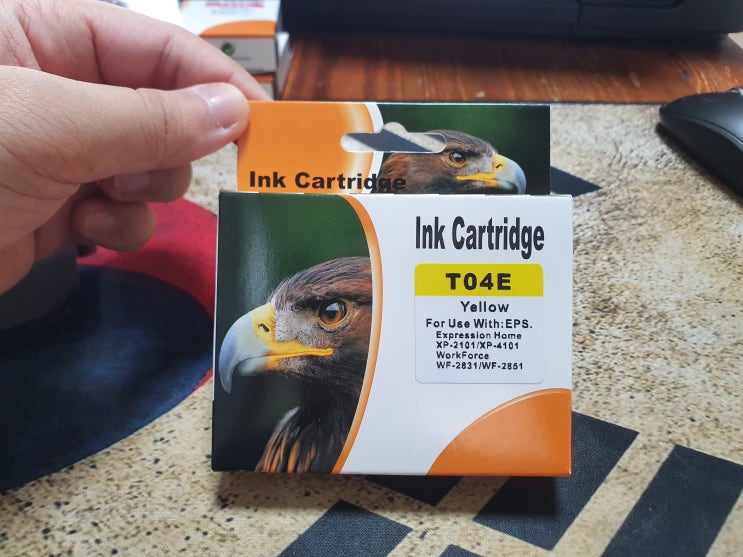 Ink Cartridge
Ink Cartridge
T04E
Yellow
For Use With:EPS.
Expression Home
XP-2101/XP-4101
WorkForce
WF-2831/WF-2851